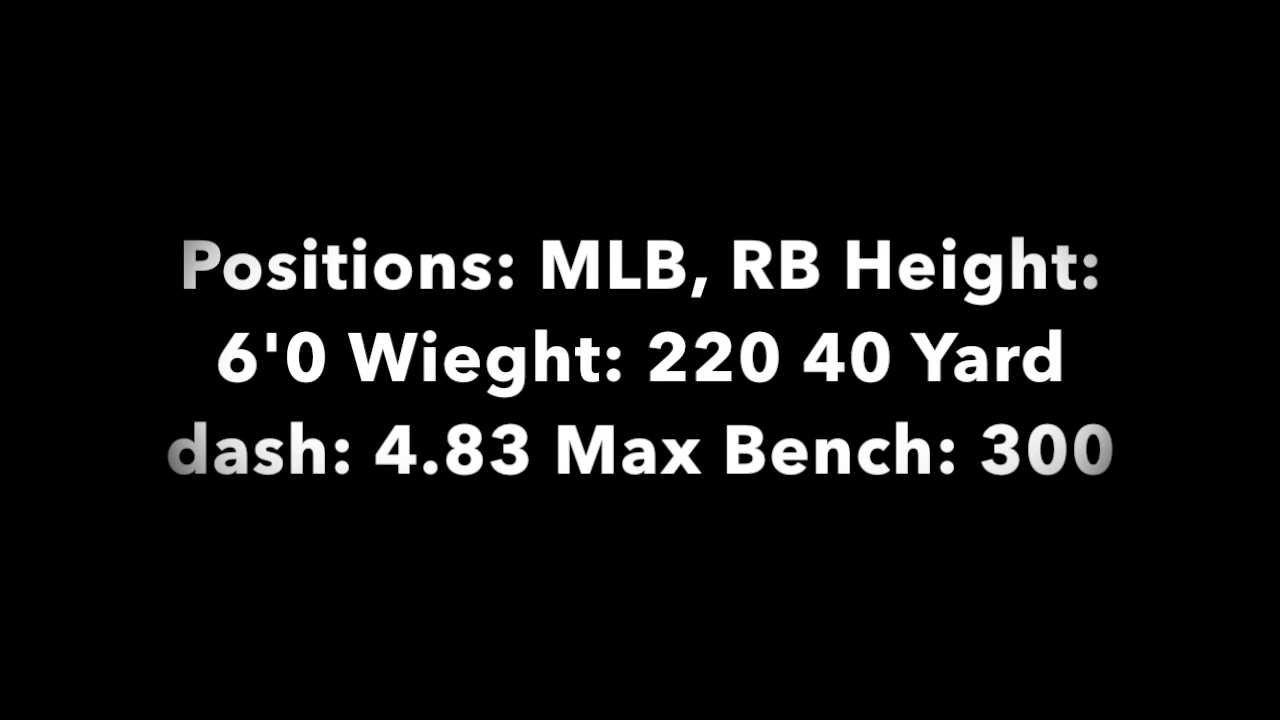 Positions: MLB, RB Height:
6'0 Wieght: 220 40 Yard
dash: 4.83 Max Bench: 300